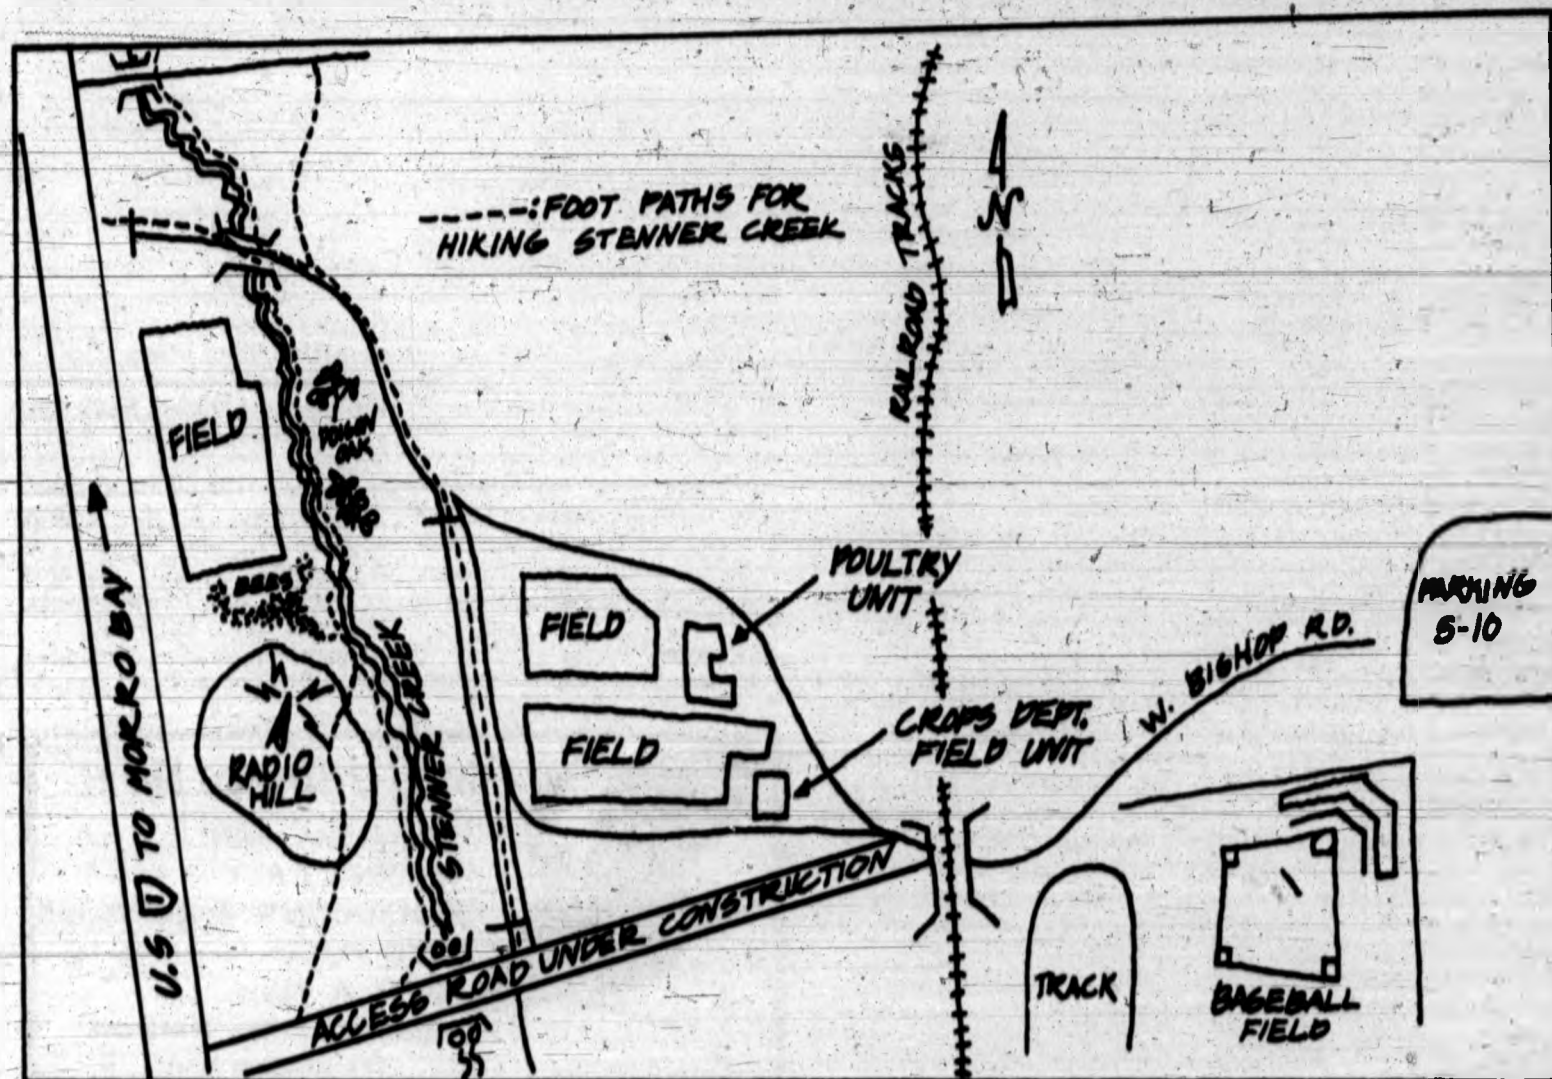 -----:FOOT PATHS FOR
HIKING STENNER CREEK
RAILROAD TRACKS
N
FIELD
POISON
OAK
BEES
U.S 1 TO MORRO BAY
RADIO
HILL
STENNER CREEK
FIELD
POULTRY
UNIT
FIELD
CROPS DEPT.
FIELD UNIT
W. BISHOP RD.
PARKING
S-10
ACCESS ROAD UNDER CONSTRUCTION
TRACK
BASEBALL
FIELD